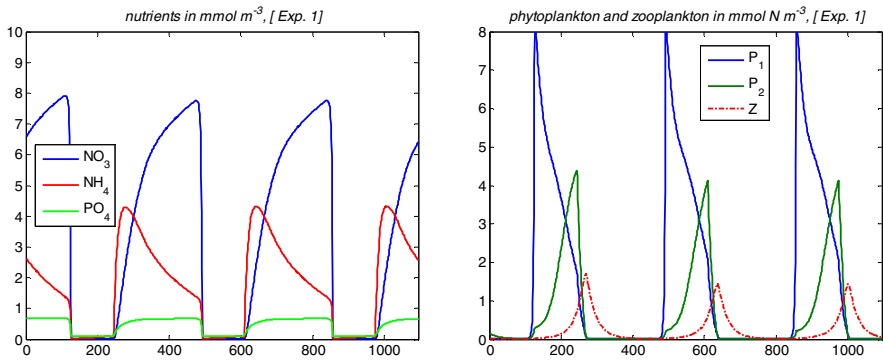 nutrients in mmol m⁻³, [ Exp. 1]
10
9
8
7
6
5
4
3
2
1
0
NO₃
NH₄
PO₄
0 200 400 600 800 1000
phytoplankton and zooplankton in mmol N m⁻³, [ Exp. 1]
8
7
6
5
4
3
2
1
0
P₁
P₂
Z
0 200 400 600 800 1000